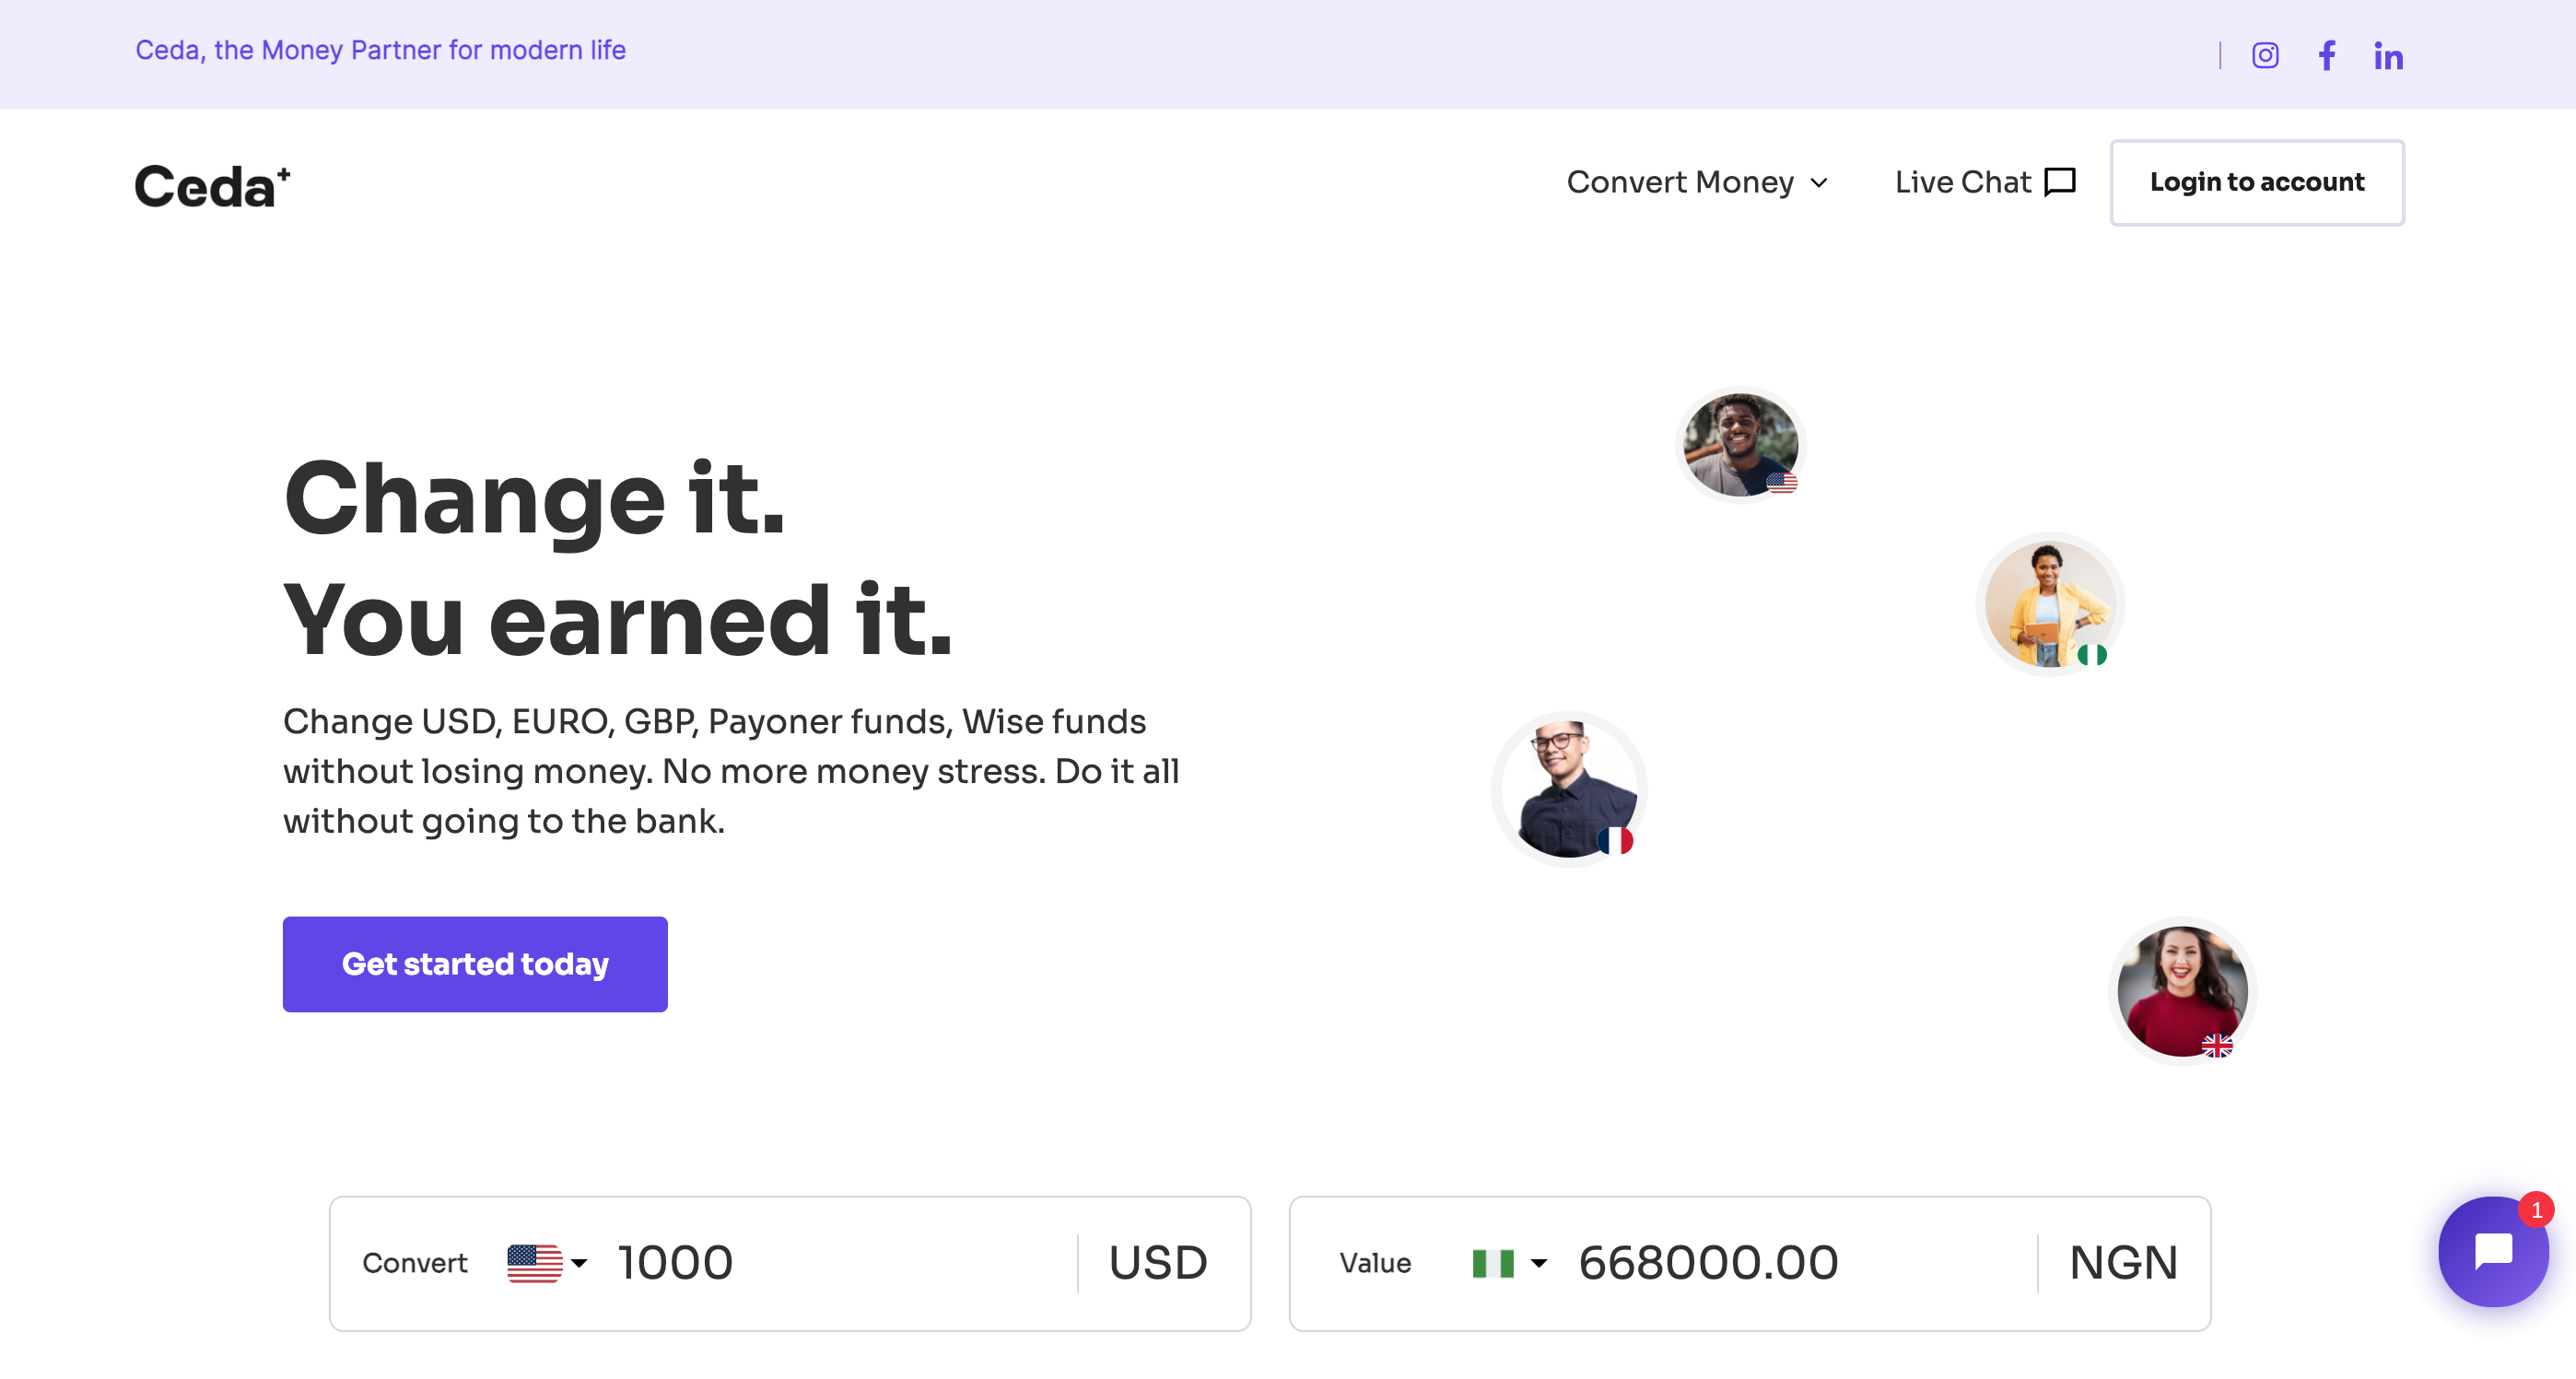 Ceda, the Money Partner for modern life
Ceda+
Convert Money
Live Chat
Login to account
Change it.
You earned it.
Change USD, EURO, GBP, Payoner funds, Wise funds
without losing money. No more money stress. Do it all
without going to the bank.
Get started today
Convert 1000 USD
Value 668000.00 NGN
1